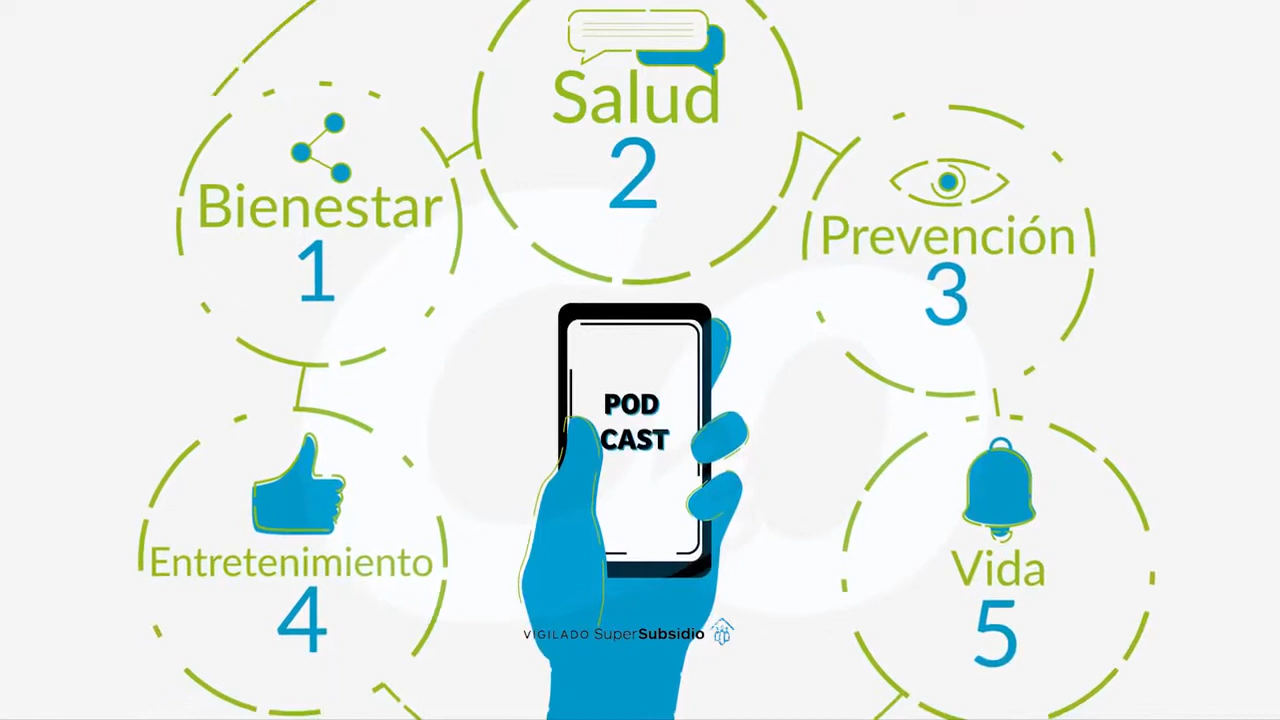 Salud
2
Bienestar
1
Prevención
3
POD
CAST
Entretenimiento
4
Vida
5
VIGILADO SuperSubsidio